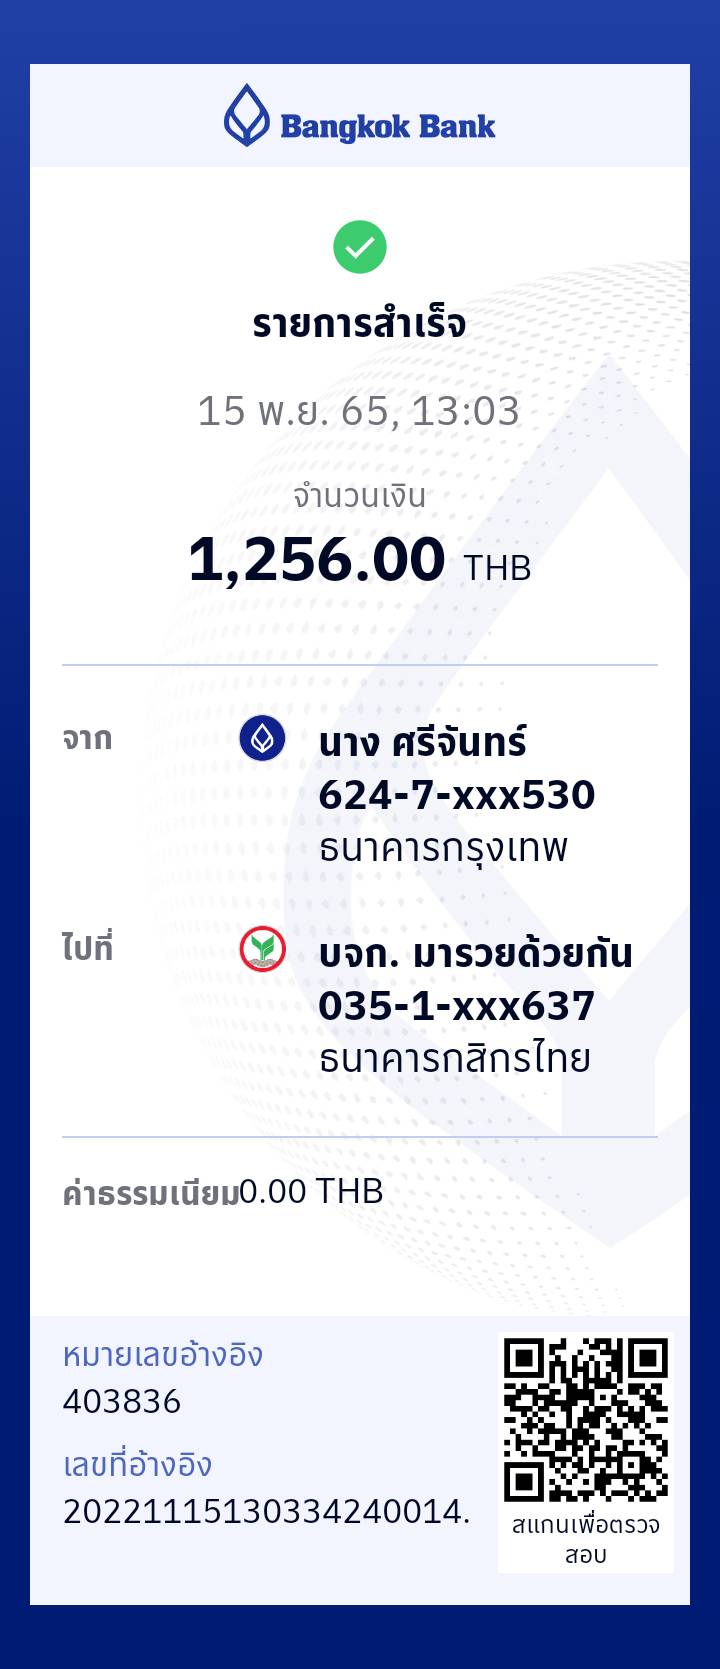 Bangkok Bank
รายการสำเร็จ
15 พ.ย. 65, 13:03
จำนวนเงิน
1,256.00 THB
จาก
นาง ศรีจันทร์
624-7-xxx530
ธนาคารกรุงเทพ
ไปที่
บจก. มารวยด้วยกัน
035-1-xxx637
ธนาคารกสิกรไทย
ค่าธรรมเนียม0.00 THB
หมายเลขอ้างอิง
403836
เลขที่อ้างอิง
20221115130334240014.
สแกนเพื่อตรวจ
สอบ